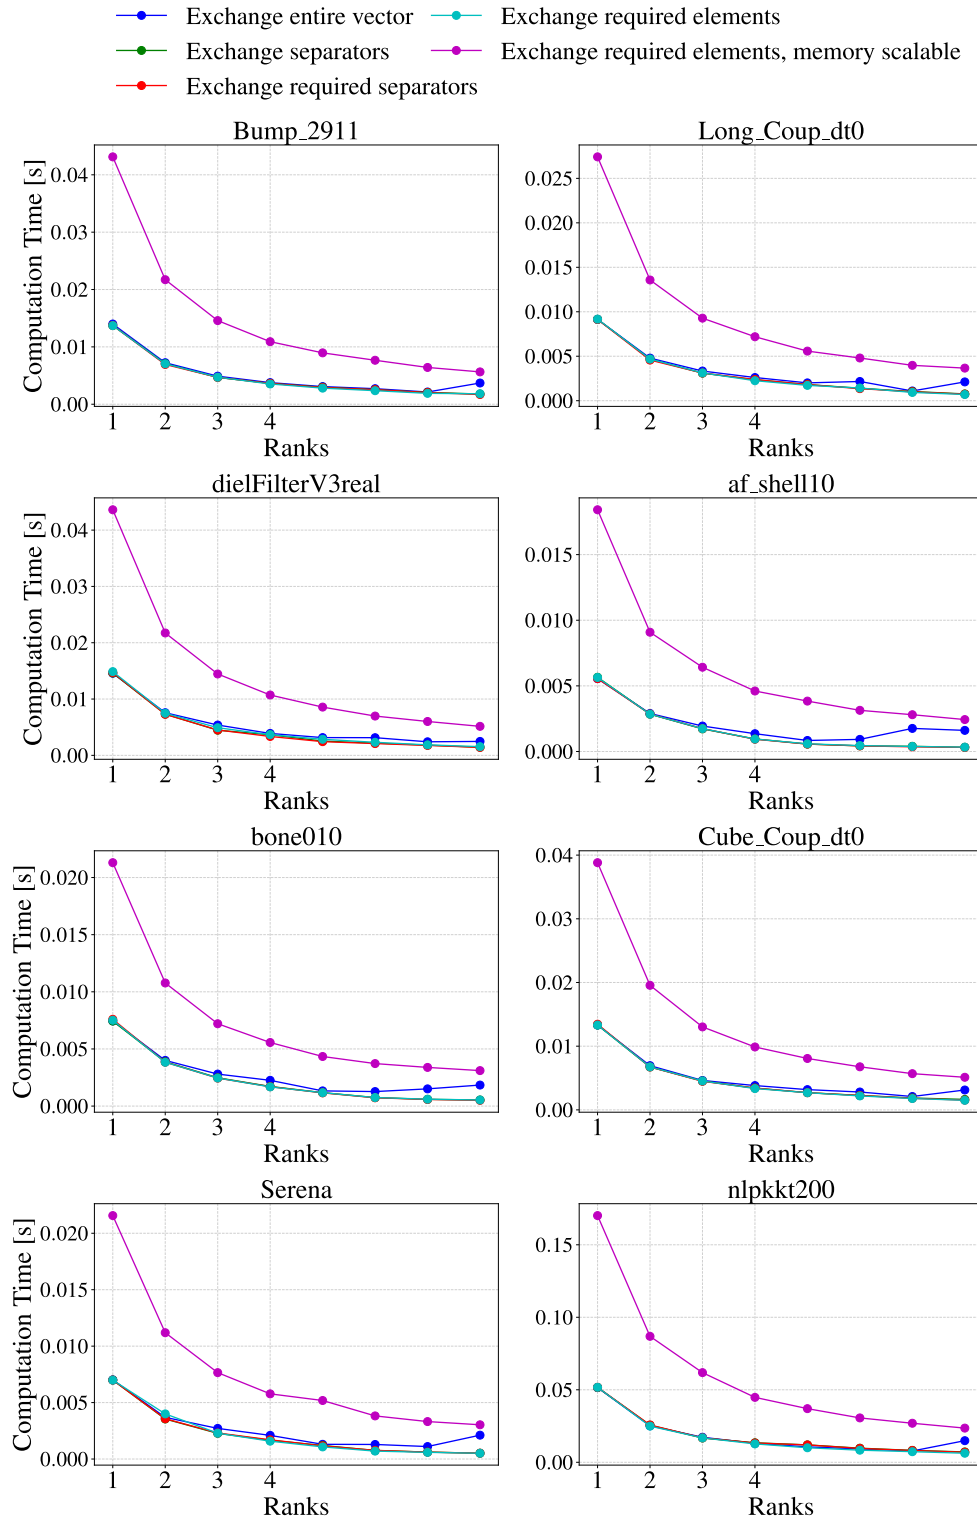 Exchange entire vector
Exchange separators
Exchange required separators
Exchange required elements
Exchange required elements, memory scalable
Bump_2911
Computation Time [s]
0.04
0.03
0.02
0.01
0.00
1 2 3 4
Ranks
Long_Coup_dt0
0.025
0.020
0.015
0.010
0.005
0.000
1 2 3 4
Ranks
dielFilterV3real
Computation Time [s]
0.04
0.03
0.02
0.01
0.00
1 2 3 4
Ranks
af_shell10
0.015
0.010
0.005
0.000
1 2 3 4
Ranks
bone010
Computation Time [s]
0.020
0.015
0.010
0.005
0.000
1 2 3 4
Ranks
Cube_Coup_dt0
0.04
0.03
0.02
0.01
0.00
1 2 3 4
Ranks
Serena
Computation Time [s]
0.020
0.015
0.010
0.005
0.000
1 2 3 4
Ranks
nlpkkt200
0.15
0.10
0.05
0.00
1 2 3 4
Ranks